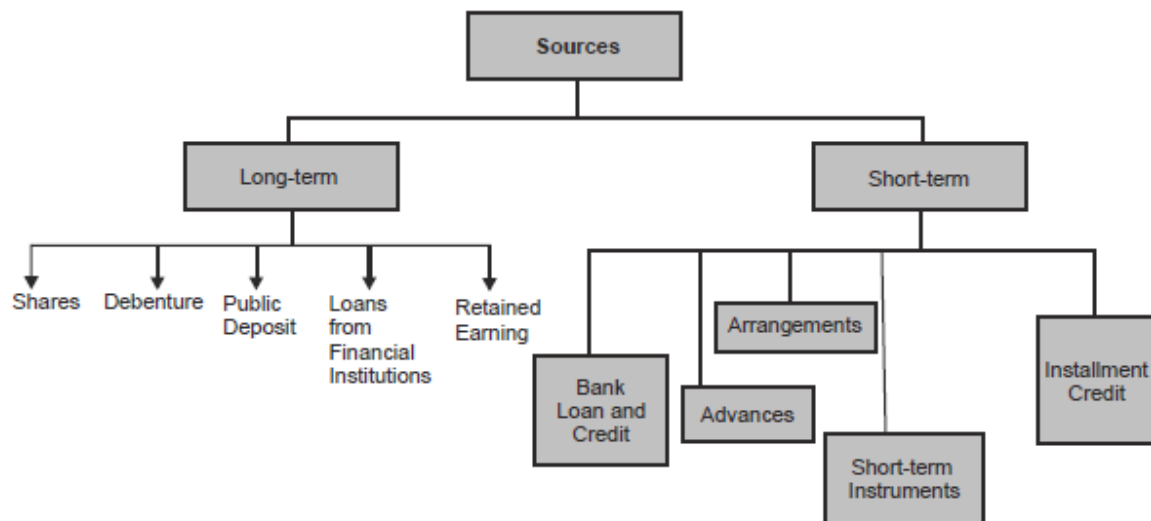 Sources
Long-term
Short-term
Shares
Debenture
Public
Deposit
Loans
from
Financial
Institutions
Retained
Earning
Bank
Loan and
Credit
Advances
Arrangements
Short-term
Instruments
Installment
Credit